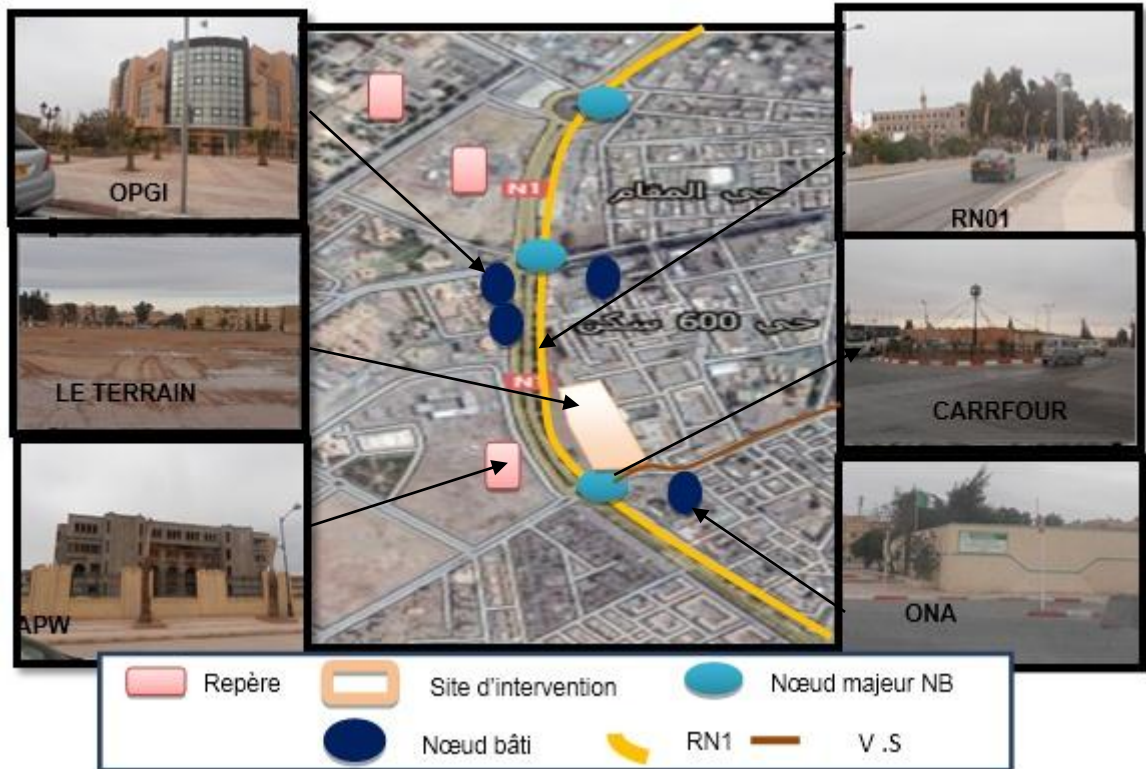 OPGI
LE TERRAIN
APW
N1
حي المقام
حي 600 سكن
N1
RN01
CARRFOUR
ONA
Repère
Site d'intervention
Nœud majeur NB
Nœud bâti
RN1
V .S